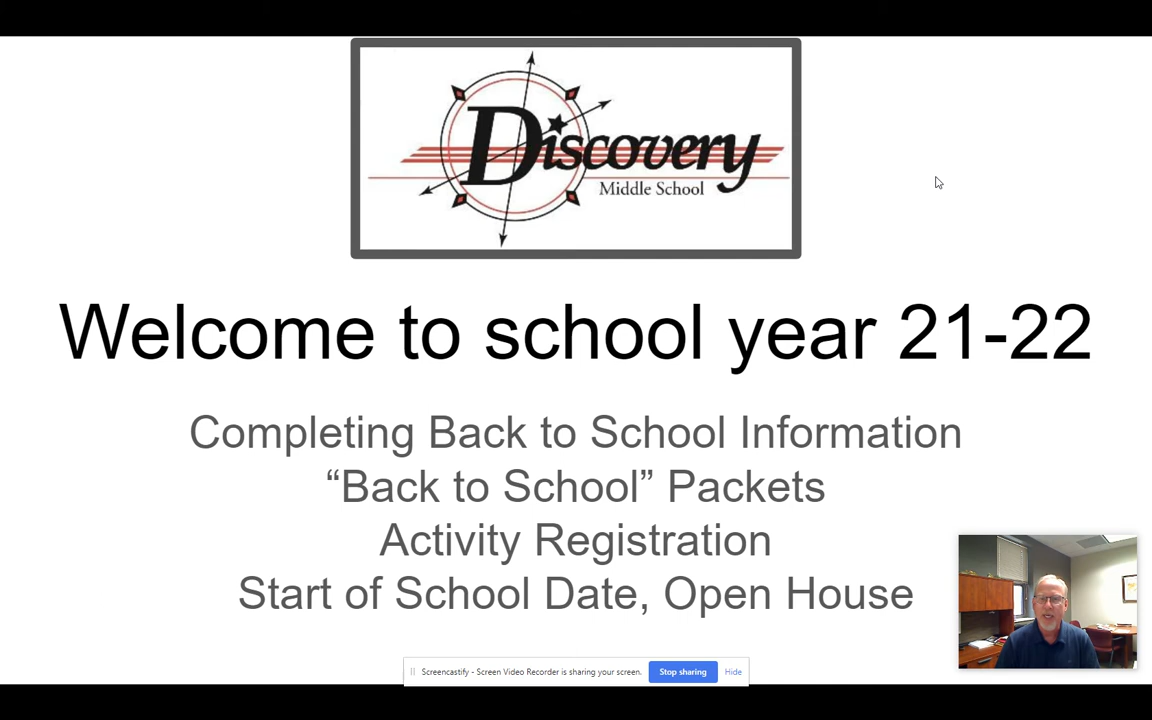 Discovery
Middle School
Welcome to school year 21-22
Completing Back to School Information
“Back to School” Packets
Activity Registration
Start of School Date, Open House
Screencastify - Screen Video Recorder is sharing your screen. Stop sharing Hide